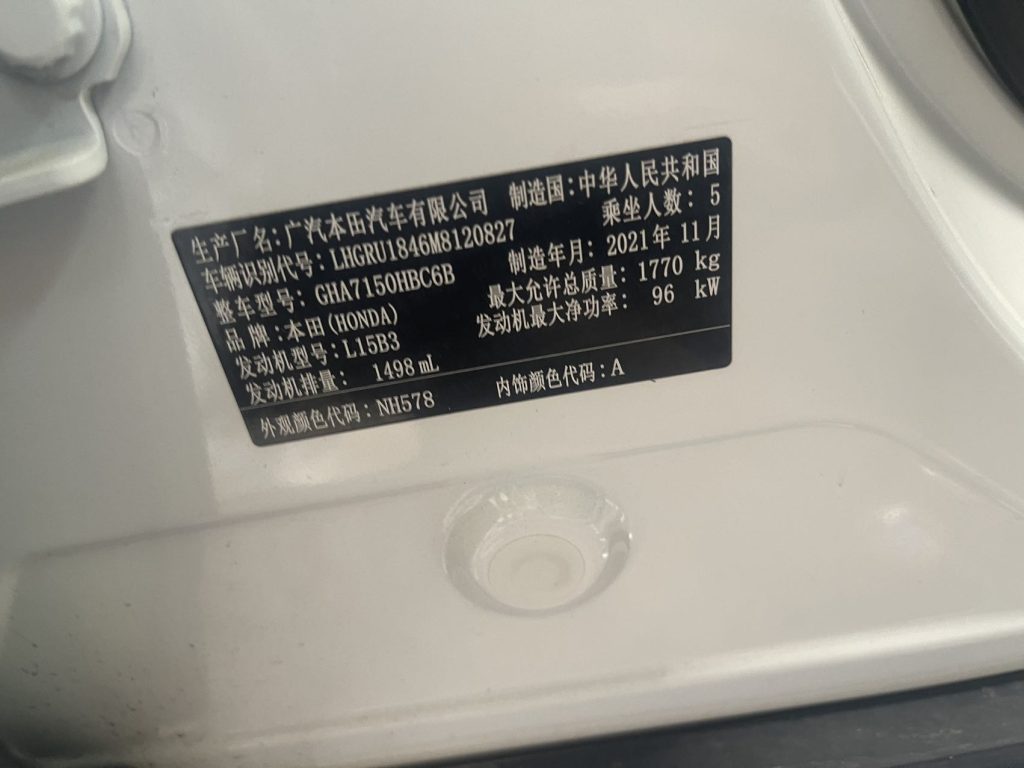 生产厂名:广汽本田汽车有限公司 制造国:中华人民共和国
车辆识别代号:LHGRU1846M8120827 乘坐人数: 5
整车型号: GHA7150HBC6B 制造年月: 2021年 11月
品牌:本田(HONDA) 最大允许总质量: 1770 kg
发动机型号:L15B3 发动机最大净功率: 96 kW
发动机排量: 1498 mL
外观颜色代码:NH578 内饰颜色代码:A